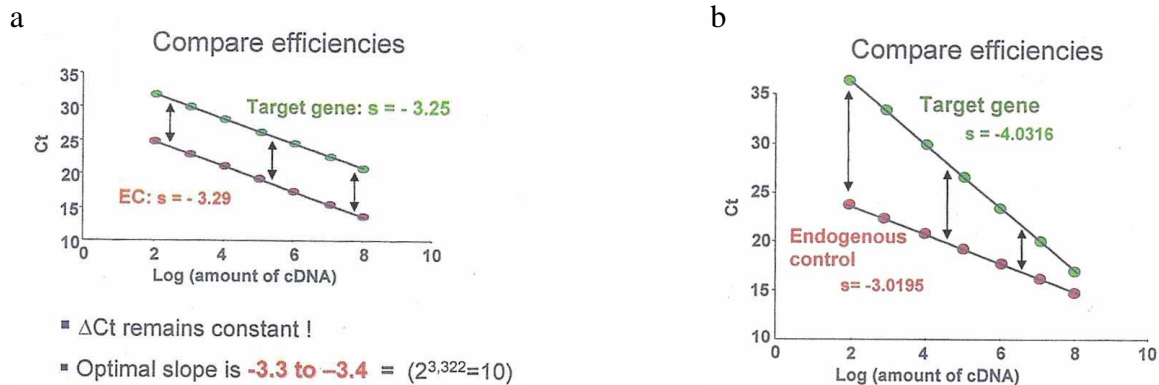 a
Compare efficiencies
35
30
25
20
15
10
Ct
Target gene: s = - 3.25
EC: s = - 3.29
0 2 4 6 8 10
Log (amount of cDNA)
▪ ΔCt remains constant !
▪ Optimal slope is -3.3 to –3.4 = (2^3,322=10)
b
Compare efficiencies
35
30
25
20
15
10
Ct
Target gene
s = -4.0316
Endogenous
control
s= -3.0195
0 2 4 6 8 10
Log (amount of cDNA)